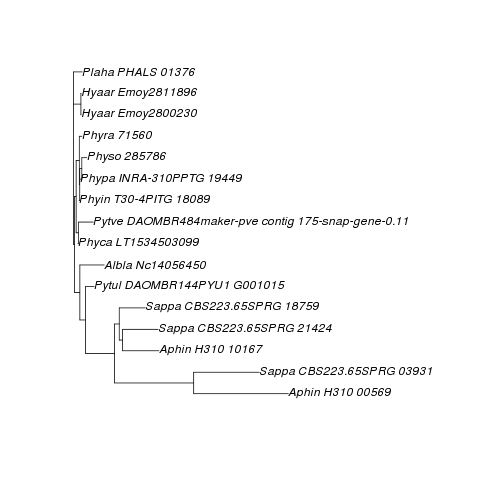 Plaha PHALS 01376
Hyaar Emoy2811896
Hyaar Emoy2800230
Phyra 71560
Physo 285786
Phypa INRA-310PPTG 19449
Phyin T30-4PITG 18089
Pytve DAOMBR484maker-pve contig 175-snap-gene-0.11
Phyca LT1534503099
Albla Nc14056450
Pytul DAOMBR144PYU1 G001015
Sappa CBS223.65SPRG 18759
Sappa CBS223.65SPRG 21424
Aphin H310 10167
Sappa CBS223.65SPRG 03931
Aphin H310 00569